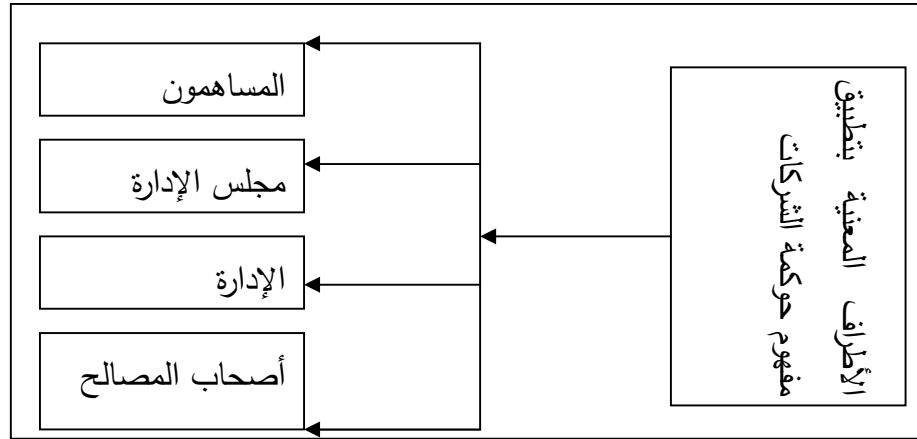 الأطراف المعنية بتطبيق
مفهوم حوكمة الشركات
المساهمون
مجلس الإدارة
الإدارة
أصحاب المصالح